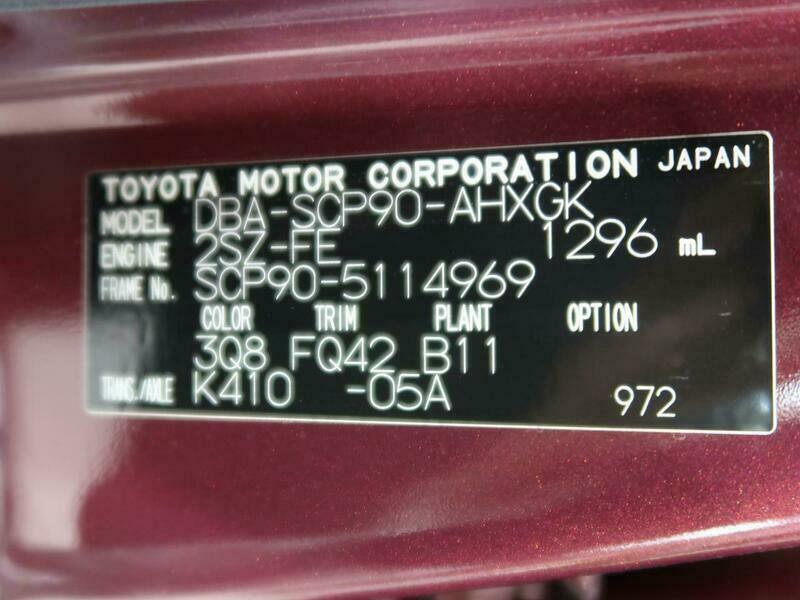 TOYOTA MOTOR CORPORATION JAPAN
MODEL DBA-SCP90-AHXGK
ENGINE 2SZ-FE 1296 mL
FRAME No. SCP90-5114969
COLOR TRIM PLANT OPTION
3Q8 FQ42 B11
TRANS./AXLE K410 -05A 972